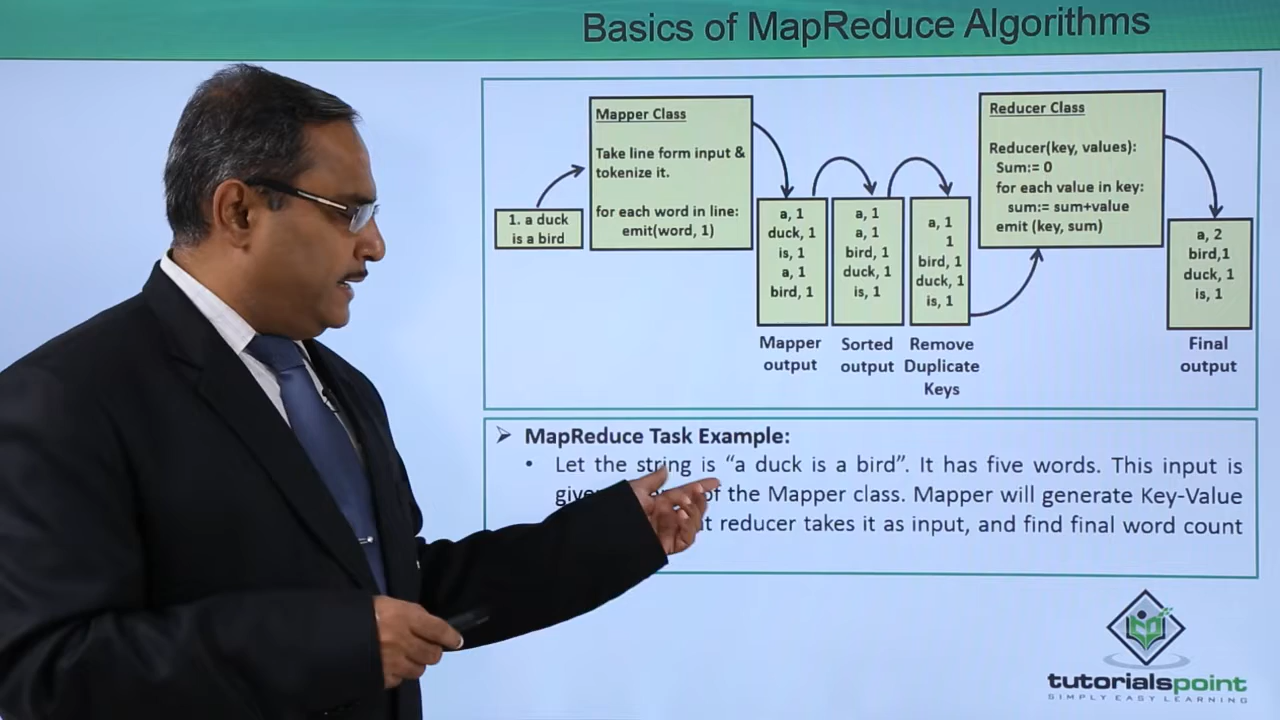 Basics of MapReduce Algorithms
1. a duck
is a bird
Mapper Class
Take line form input &
tokenize it.
for each word in line:
emit(word, 1)
a, 1
duck, 1
is, 1
a, 1
bird, 1
Mapper
output
a, 1
a, 1
bird, 1
duck, 1
is, 1
Sorted
output
a, 1
1
bird, 1
duck, 1
is, 1
Remove
Duplicate
Keys
Reducer Class
Reducer(key, values):
Sum:= 0
for each value in key:
sum:= sum+value
emit (key, sum)
a, 2
bird,1
duck, 1
is, 1
Final
output
➢ MapReduce Task Example:
• Let the string is “a duck is a bird”. It has five words. This input is
of the Mapper class. Mapper will generate Key-Value
reducer takes it as input, and find final word count
tutorialspoint
SIMPLY EASY LEARNING